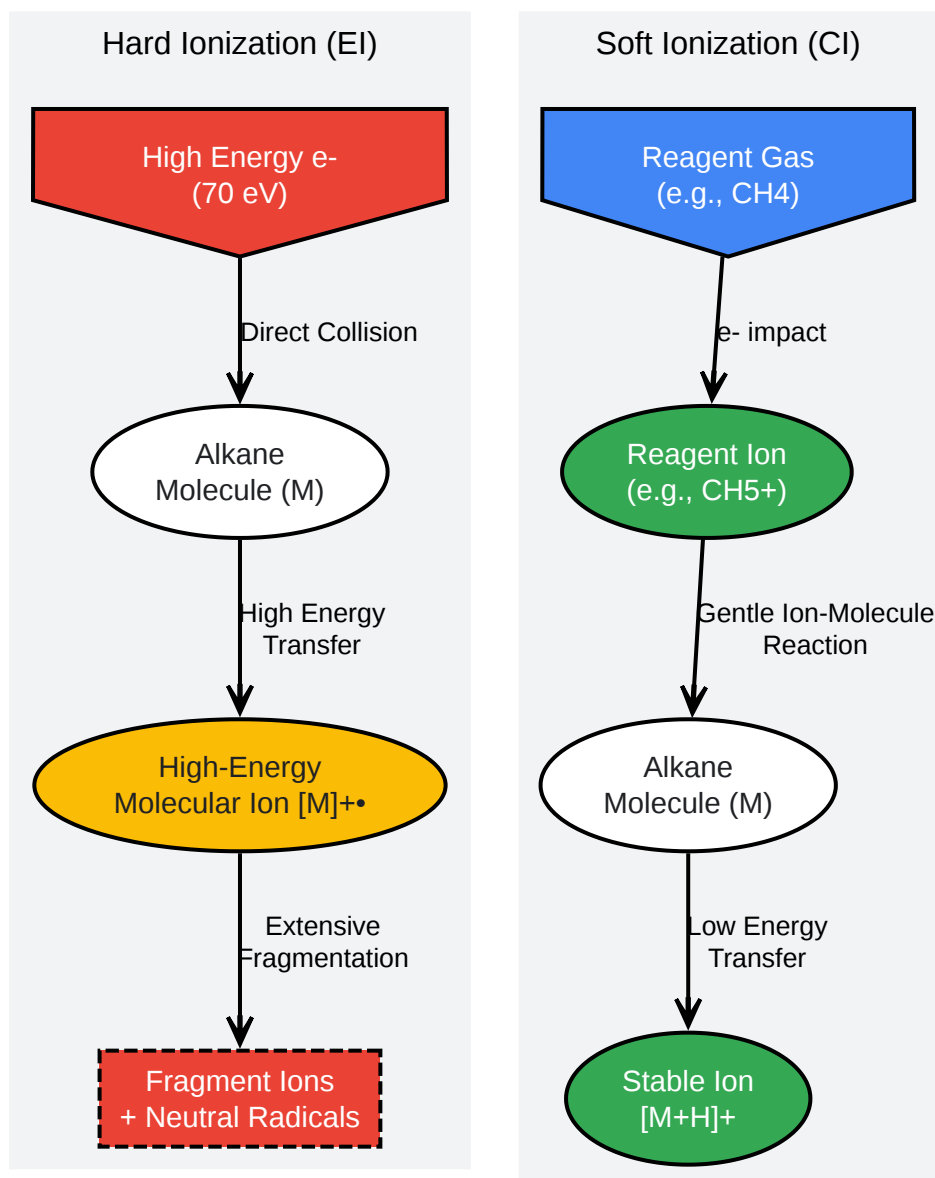 Hard Ionization (EI)
High Energy e-
(70 eV)
Direct Collision
Alkane
Molecule (M)
High Energy
Transfer
High-Energy
Molecular Ion [M]+•
Extensive
Fragmentation
Fragment Ions
+ Neutral Radicals
Soft Ionization (CI)
Reagent Gas
(e.g., CH4)
e- impact
Reagent Ion
(e.g., CH5+)
Gentle Ion-Molecule
Reaction
Alkane
Molecule (M)
Low Energy
Transfer
Stable Ion
[M+H]+